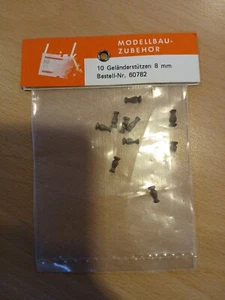 MODELLBAU-
ZUBEHÖR
10 Geländerstützen 8 mm
Bestell-Nr. 60782